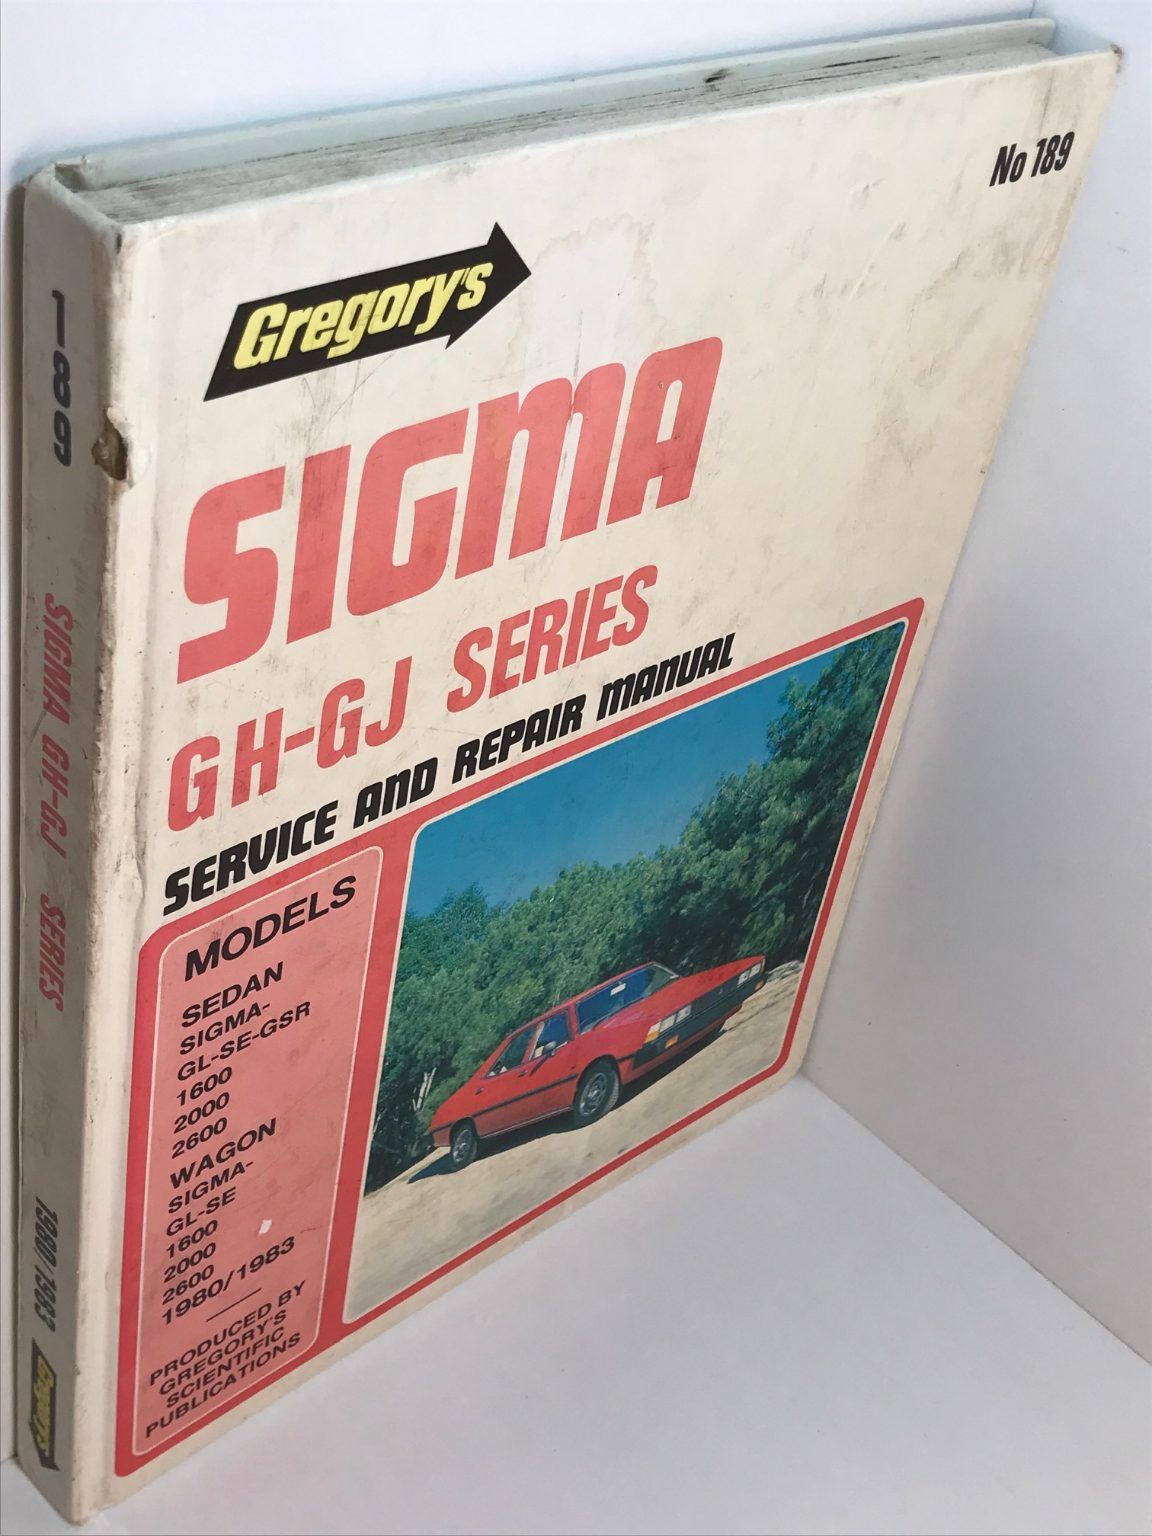 No 189
Gregory's
SIGMA
GH-GJ SERIES
SERVICE AND REPAIR MANUAL
MODELS
SEDAN
SIGMA-
GL-SE-GSR
1600
2000
2600
WAGON
SIGMA-
GL-SE
1600
2000
2600
1980/1983
PRODUCED BY
GREGORY'S
SCIENTIFIC
PUBLICATIONS
189
SIGMA GH-GJ SERIES
1980/1983
Gregory's